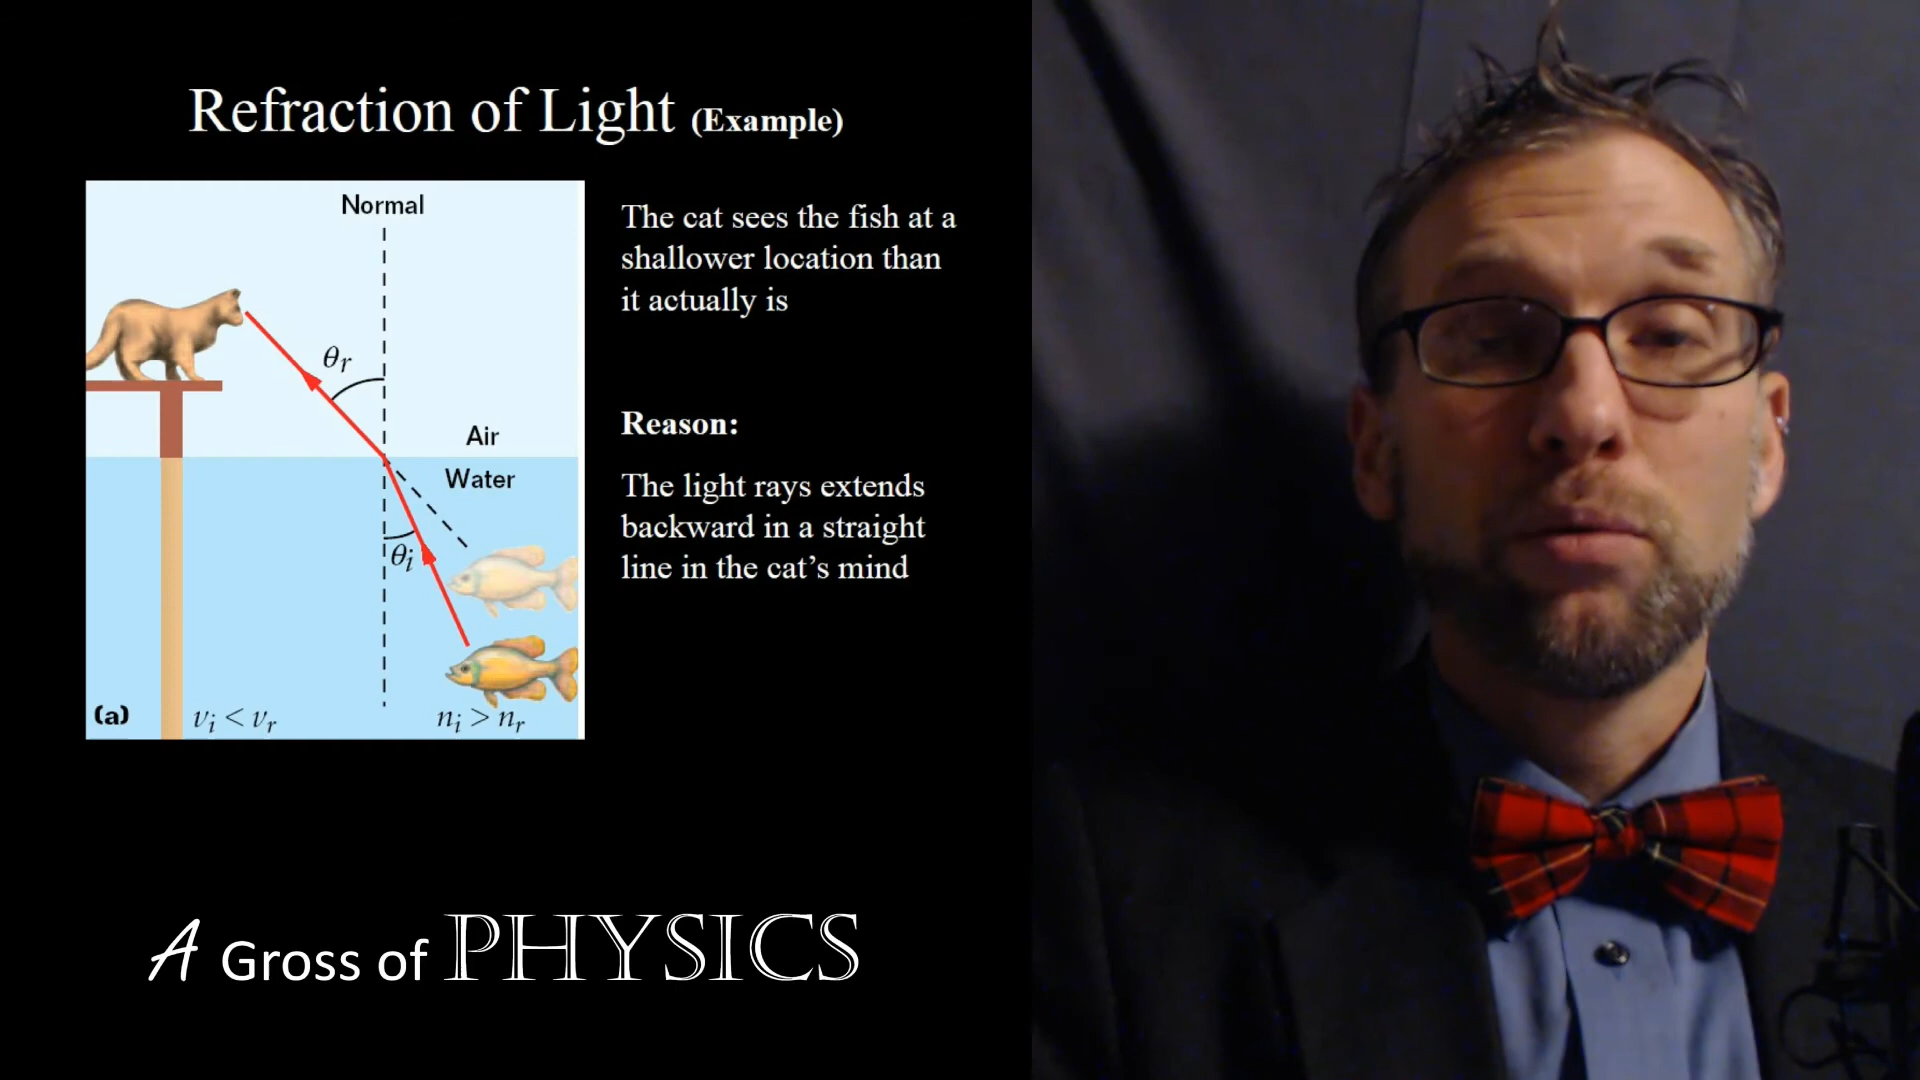 Refraction of Light (Example)
Normal
θr
Air
Water
θi
(a)
vi < vr
ni > nr
The cat sees the fish at a
shallower location than
it actually is
Reason:
The light rays extends
backward in a straight
line in the cat’s mind
A Gross of PHYSICS